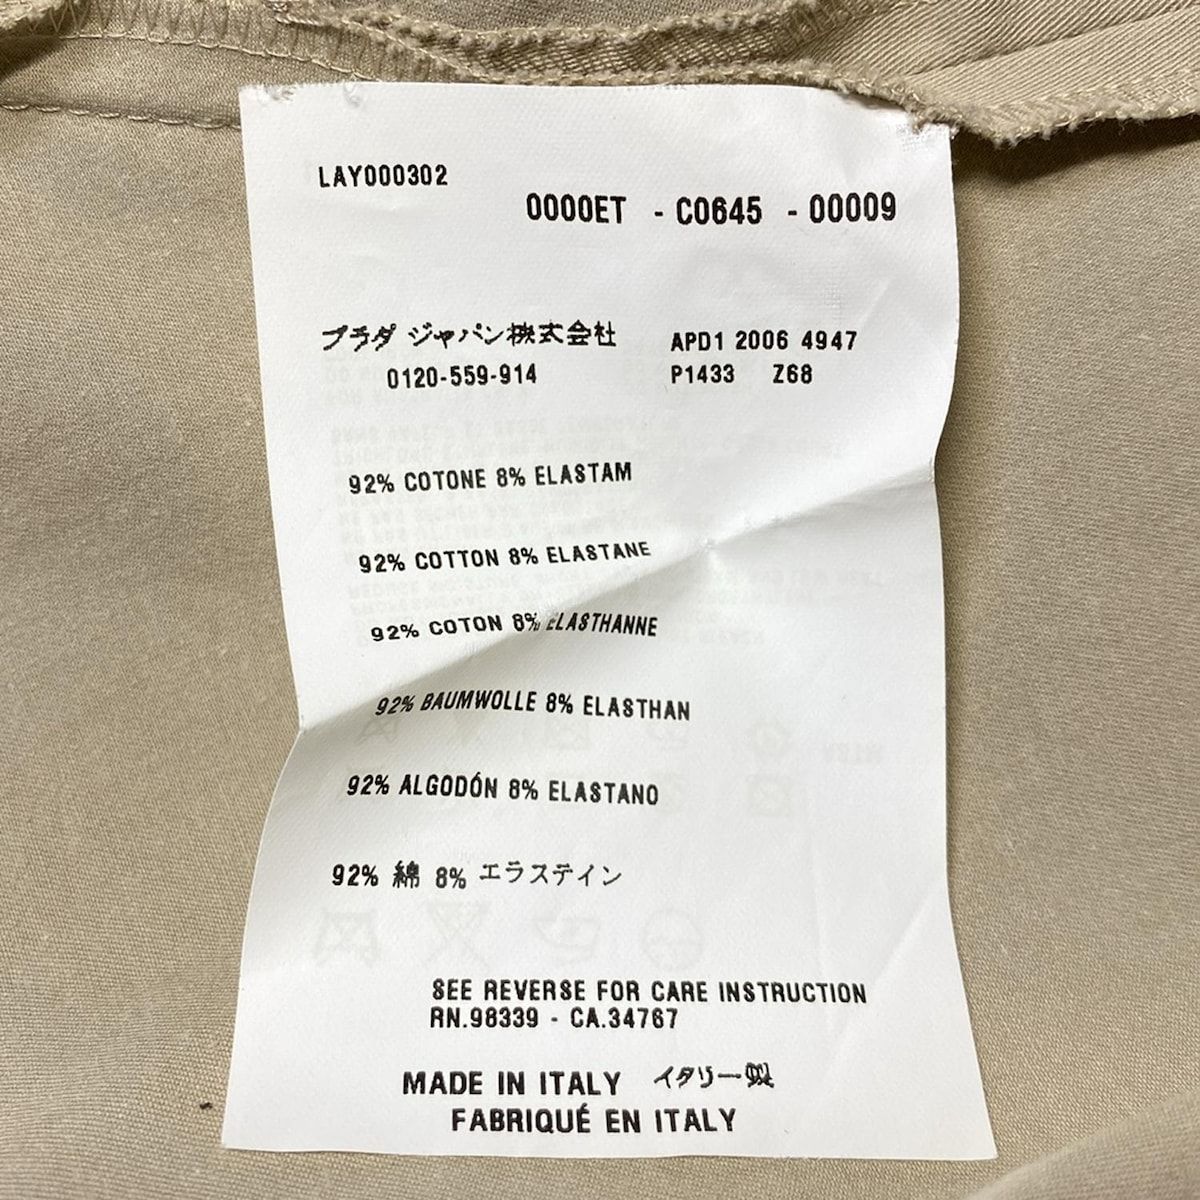 LAY000302
0000ET - C0645 - 00009
プラダ ジャパン株式会社 APD1 2006 4947
0120-559-914 P1433 Z68
92% COTONE 8% ELASTAM
92% COTTON 8% ELASTANE
92% COTON 8% ELASTHANNE
92% BAUMWOLLE 8% ELASTHAN
92% ALGODÓN 8% ELASTANO
92% 綿 8% エラステイン
SEE REVERSE FOR CARE INSTRUCTION
RN.98339 - CA.34767
MADE IN ITALY イタリー製
FABRIQUÉ EN ITALY